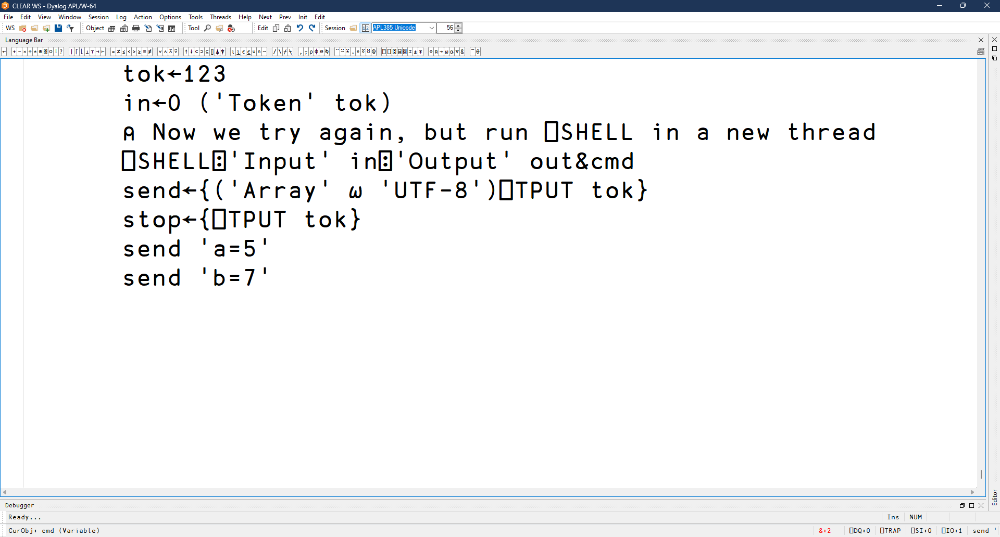 CLEAR WS - Dyalog APL/W-64
File Edit View Window Session Log Action Options Tools Threads Help Next Prev Init Edit
WS Object Tool Edit Session APL385 Unicode 56
Language Bar
← +-×÷*⍟⌹○!? |⌈⌊⊥⊤⊣⊢ =≠≤<>≥≡≢ ∨∧⍲⍱ ↑↓⊂⊃⊆⌷⍋⍒ ⍳⍸∊⍷∪∩~ /\⌿⍀ ,⍪⍴⌽⊖⍉ ¨⍨⍣.∘⍤⍥@ ⍞⎕⍠⌸⌺⌶⍎⍕ ⋄⍝→⍵⍺∇& ¯⍬
tok←123
in←0 ('Token' tok)
⍝ Now we try again, but run ⎕SHELL in a new thread
⎕SHELL⍠'Input' in⍠'Output' out&cmd
send←{('Array' ⍵ 'UTF-8')⎕TPUT tok}
stop←{⎕TPUT tok}
send 'a=5'
send 'b=7'
Editor
Debugger
Ready... Ins NUM
CurObj: cmd (Variable) &:2 ⎕DQ:0 ⎕TRAP ⎕SI:0 ⎕IO:1 send '